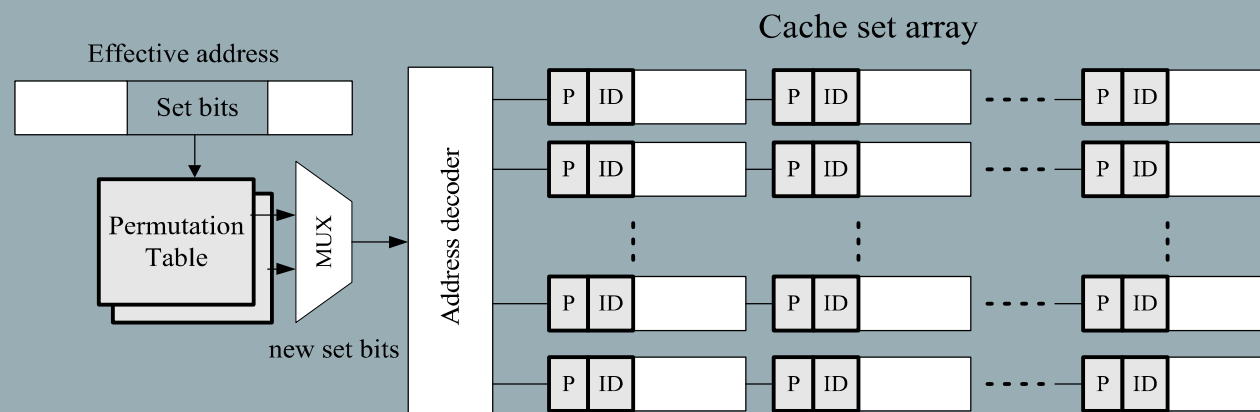 Cache set array
Effective address
Set bits
Permutation
Table
MUX
new set bits
Address decoder
P ID P ID P ID
P ID P ID P ID
P ID P ID P ID
P ID P ID P ID